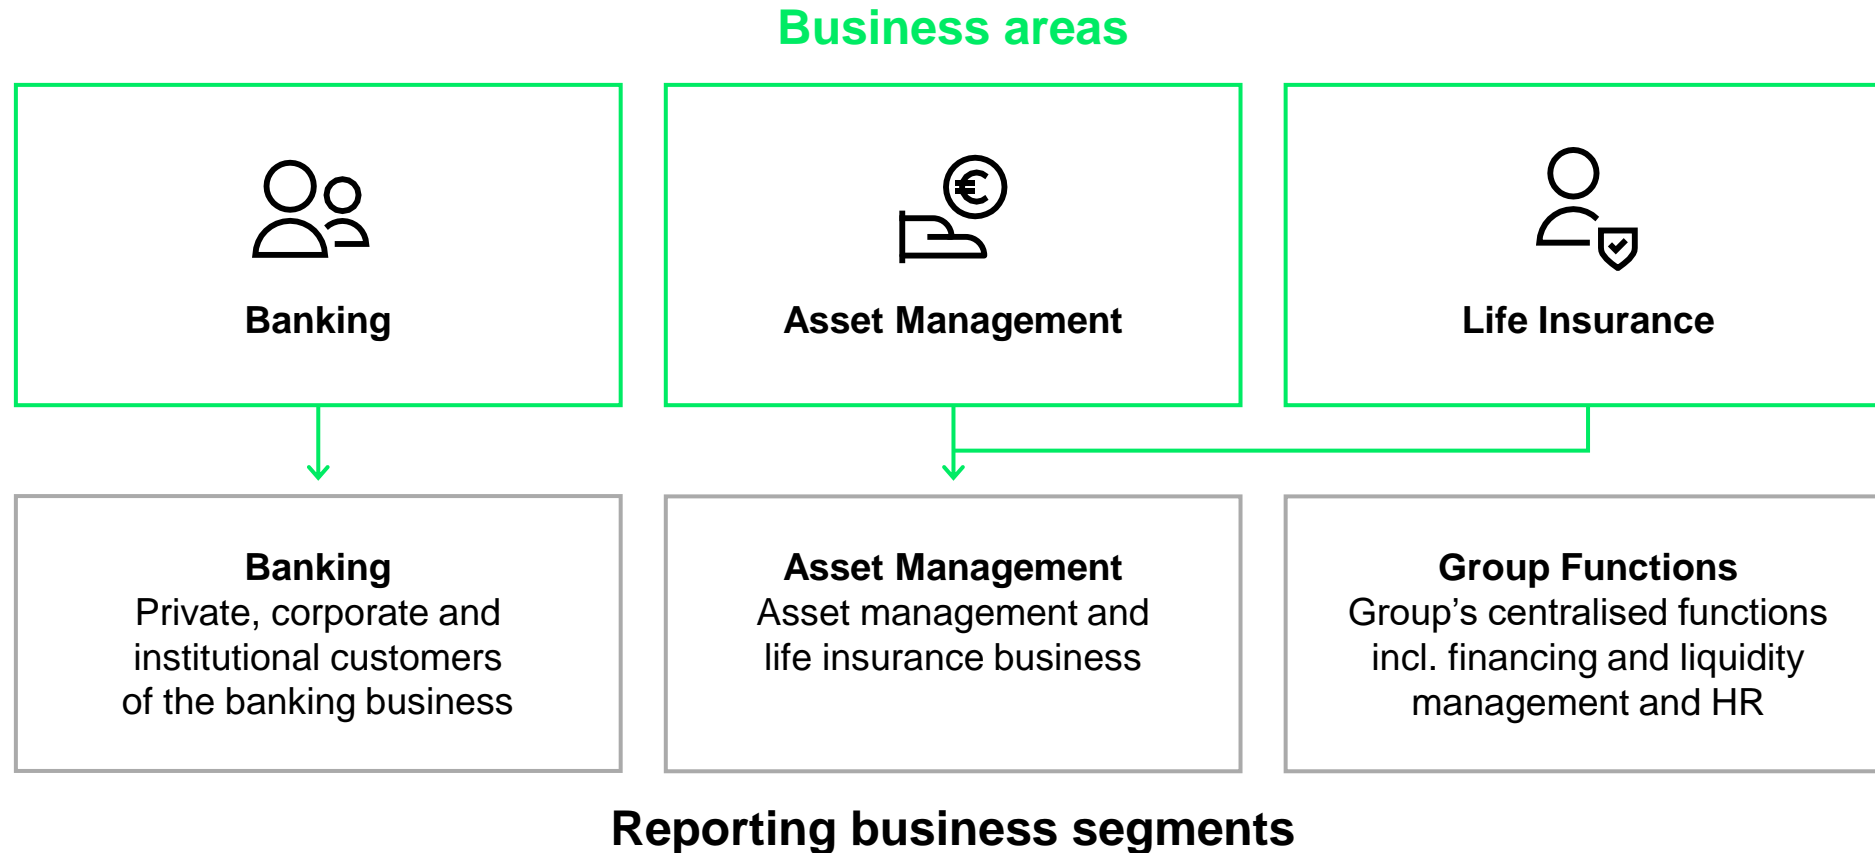 Business areas
Banking
Asset Management
Life Insurance
Banking
Private, corporate and
institutional customers
of the banking business
Asset Management
Asset management and
life insurance business
Group Functions
Group’s centralised functions
incl. financing and liquidity
management and HR
Reporting business segments